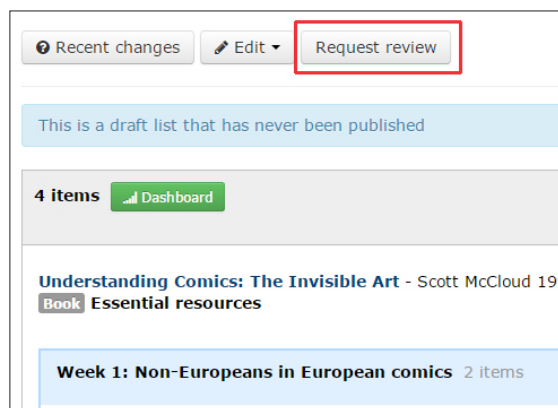 Recent changes Edit Request review
This is a draft list that has never been published
4 items Dashboard
Understanding Comics: The Invisible Art - Scott McCloud 19
Book Essential resources
Week 1: Non-Europeans in European comics 2 items